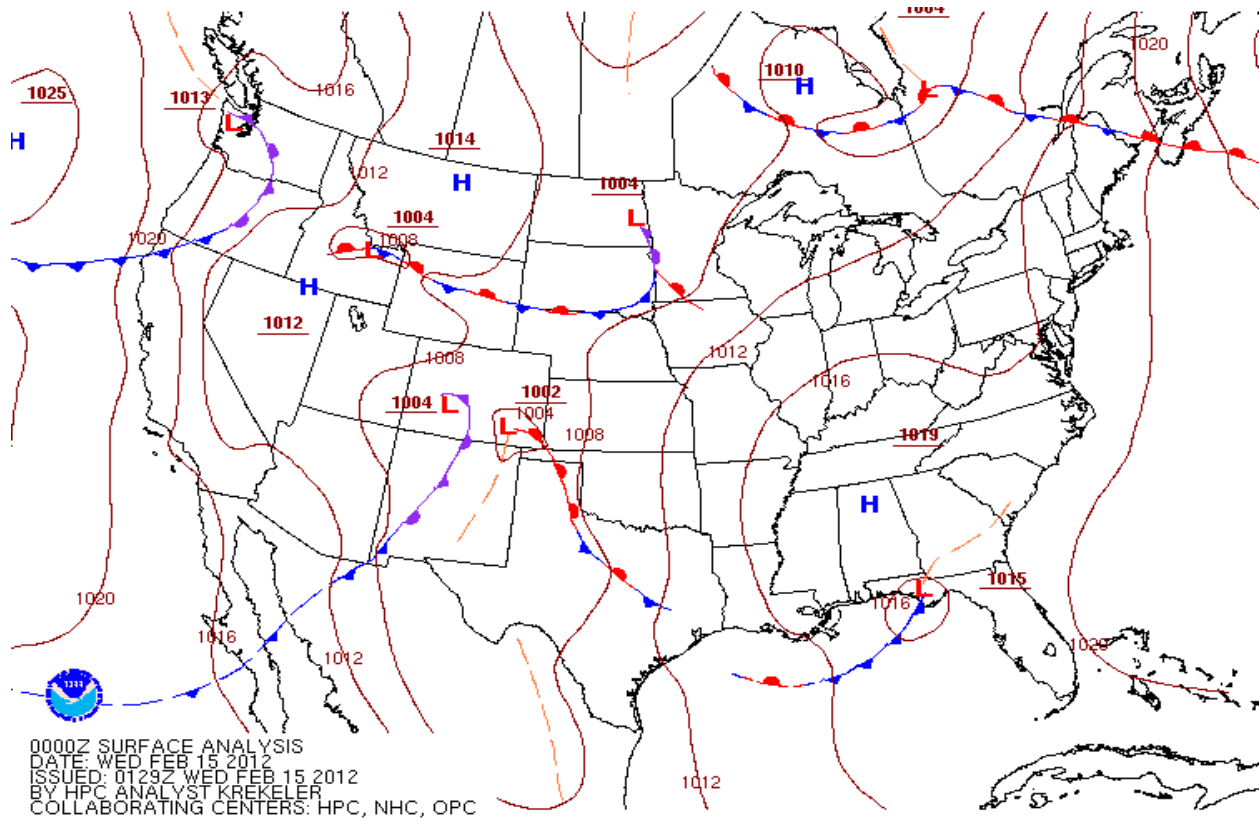 1004
1020
1016
1010
H
1025
1013
L
L
H
1014
H
1012
1004
L
1020
1004
1008
L
H
1012
1012
1008
1016
1004
L
1002
1004
L
1008
1019
H
1020
1016
1012
1016
L
1015
1020
1012
0000Z SURFACE ANALYSIS
DATE: WED FEB 15 2012
ISSUED: 0129Z WED FEB 15 2012
BY HPC ANALYST KREKELER
COLLABORATING CENTERS: HPC, NHC, OPC